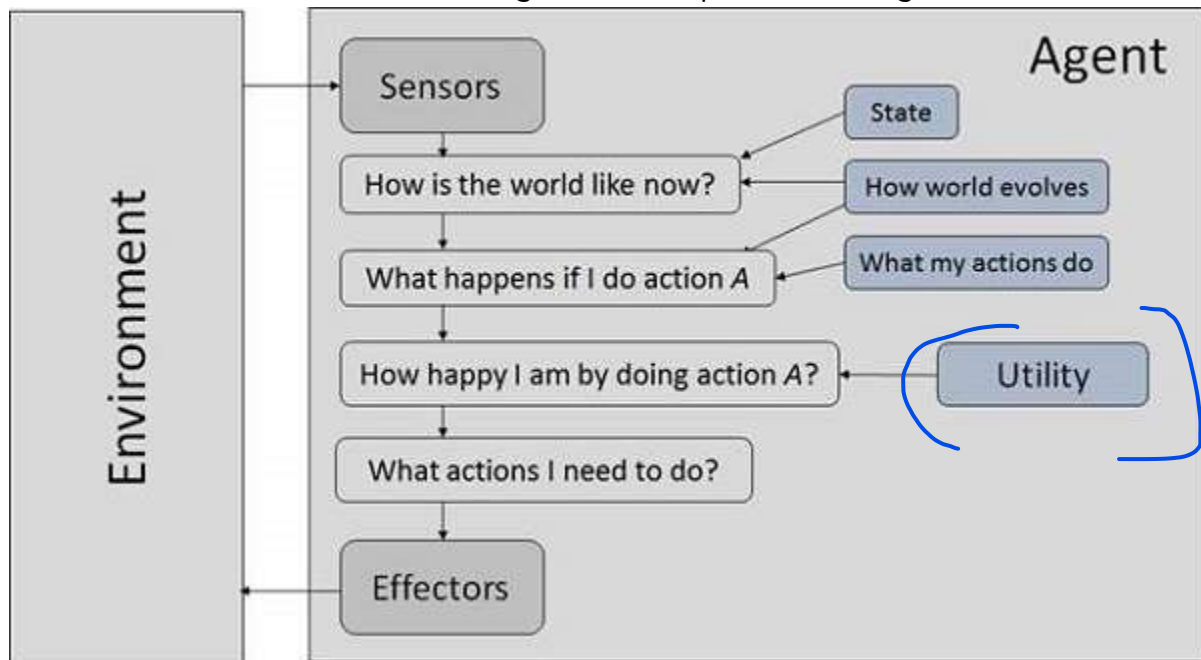 Agent
Sensors
State
How is the world like now?
How world evolves
What happens if I do action A
What my actions do
How happy I am by doing action A?
Utility
What actions I need to do?
Effectors
Environment